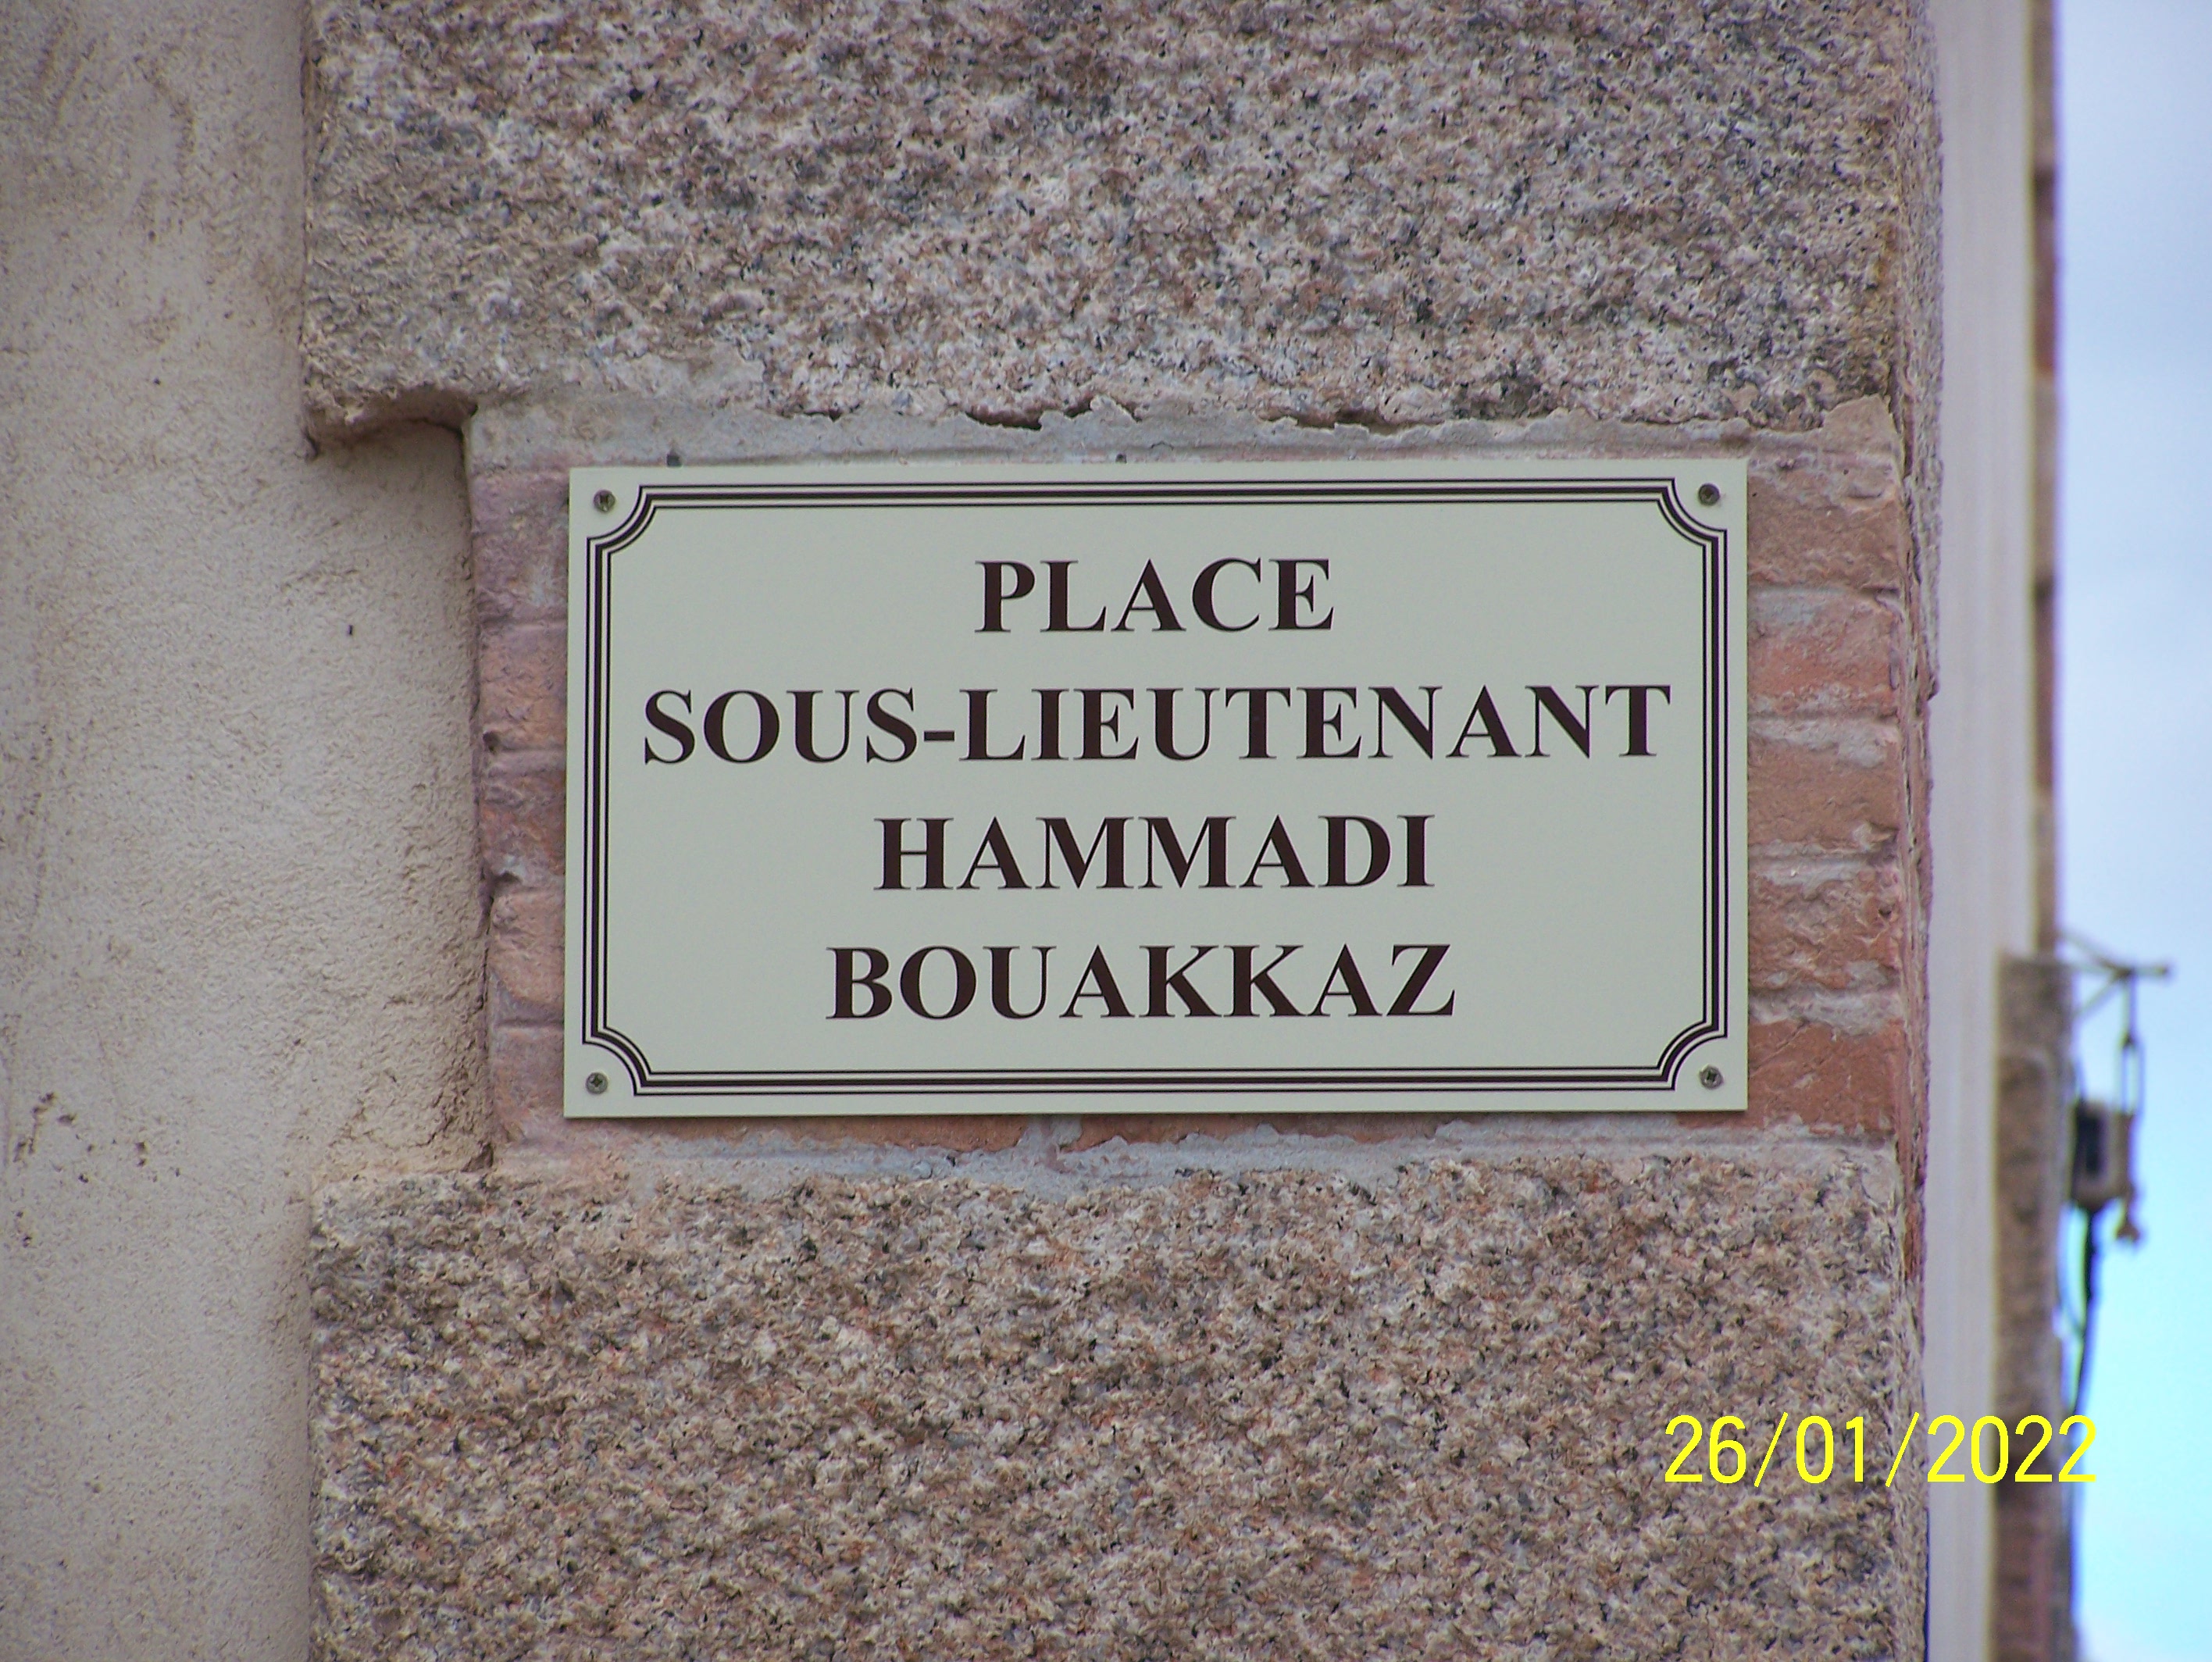 PLACE
SOUS-LIEUTENANT
HAMMADI
BOUAKKAZ
26/01/2022